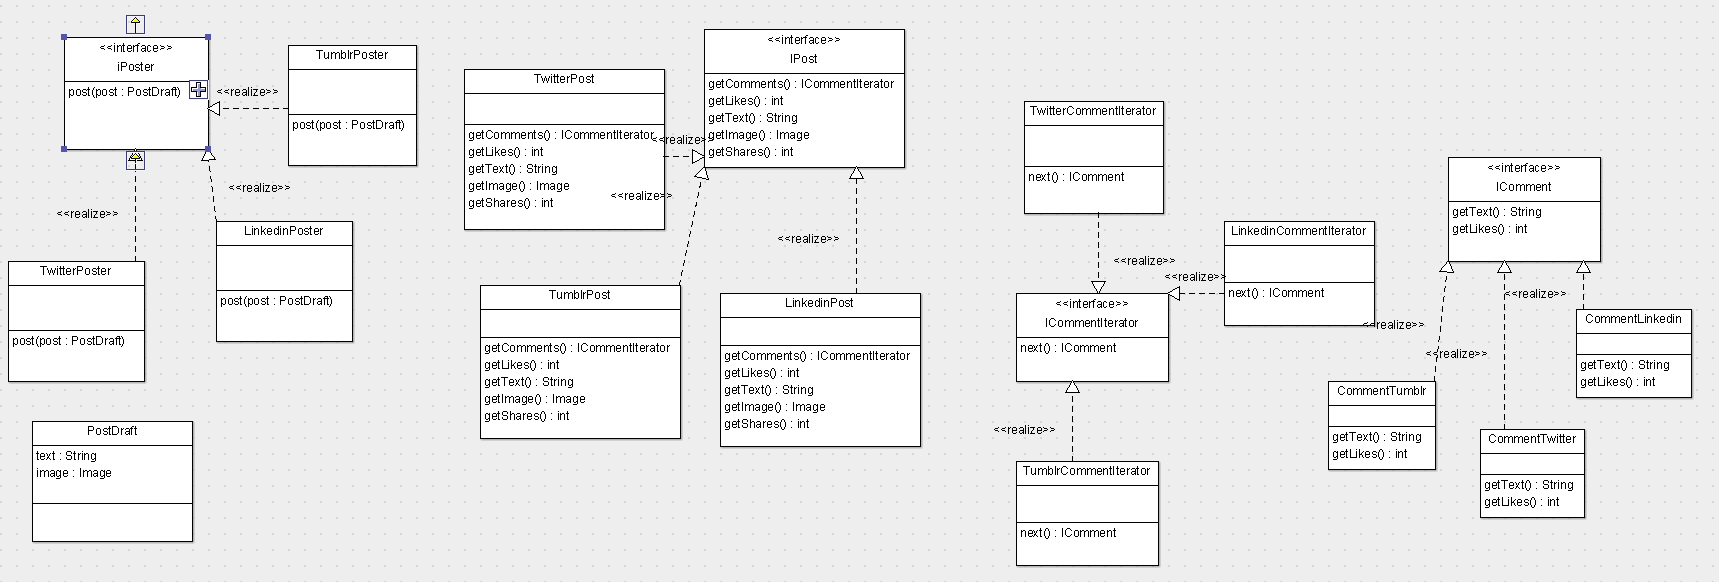 <<interface>>
iPoster
post(post : PostDraft)
<<realize>>
TumblrPoster
post(post : PostDraft)
<<realize>>
<<realize>>
LinkedinPoster
post(post : PostDraft)
TwitterPoster
post(post : PostDraft)
PostDraft
text : String
image : Image
TwitterPost
getComments() : ICommentIterator
getLikes() : int
getText() : String
getImage() : Image
getShares() : int
<<realize>>
<<interface>>
IPost
getComments() : ICommentIterator
getLikes() : int
getText() : String
getImage() : Image
getShares() : int
<<realize>>
<<realize>>
TumblrPost
getComments() : ICommentIterator
getLikes() : int
getText() : String
getImage() : Image
getShares() : int
LinkedinPost
getComments() : ICommentIterator
getLikes() : int
getText() : String
getImage() : Image
getShares() : int
TwitterCommentIterator
next() : IComment
<<realize>>
LinkedinCommentIterator
next() : IComment
<<realize>>
<<interface>>
ICommentIterator
next() : IComment
<<realize>>
TumblrCommentIterator
next() : IComment
<<interface>>
IComment
getText() : String
getLikes() : int
<<realize>>
<<realize>>
<<realize>>
CommentLinkedin
getText() : String
getLikes() : int
CommentTumblr
getText() : String
getLikes() : int
CommentTwitter
getText() : String
getLikes() : int